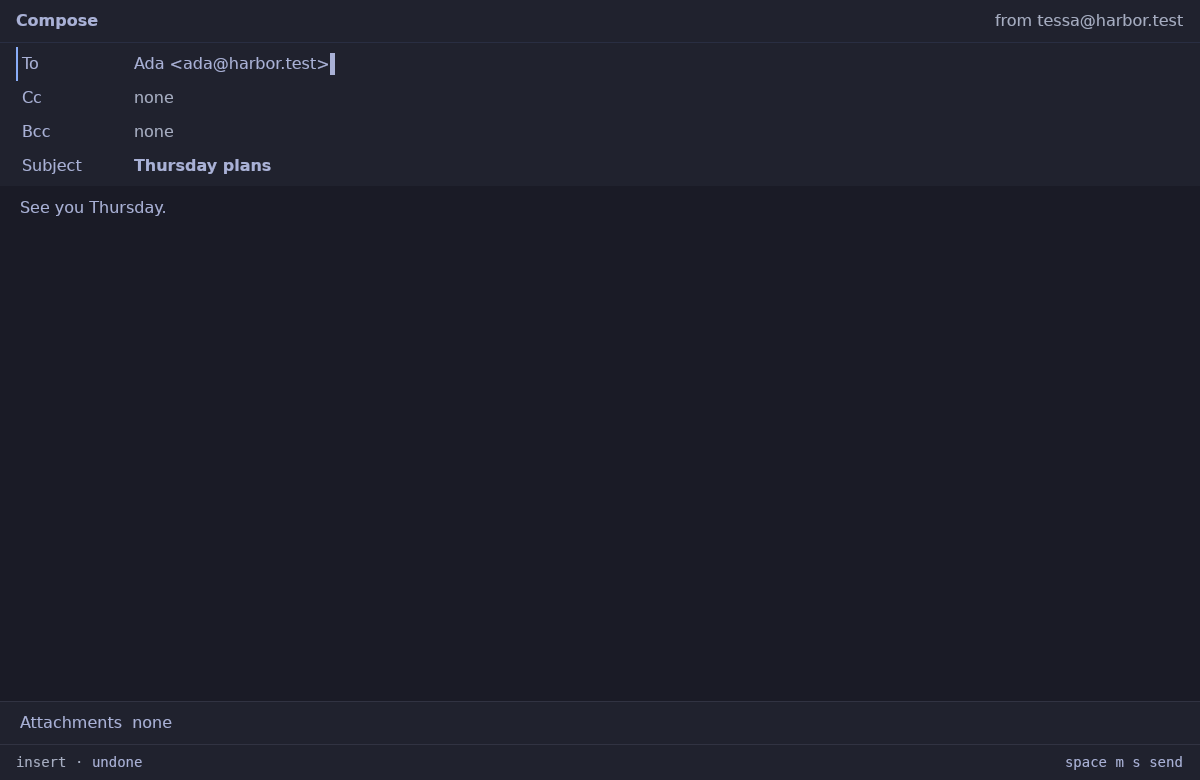 Compose from tessa@harbor.test
To Ada <ada@harbor.test>
Cc none
Bcc none
Subject Thursday plans
See you Thursday.
Attachments none
insert · undone space m s send